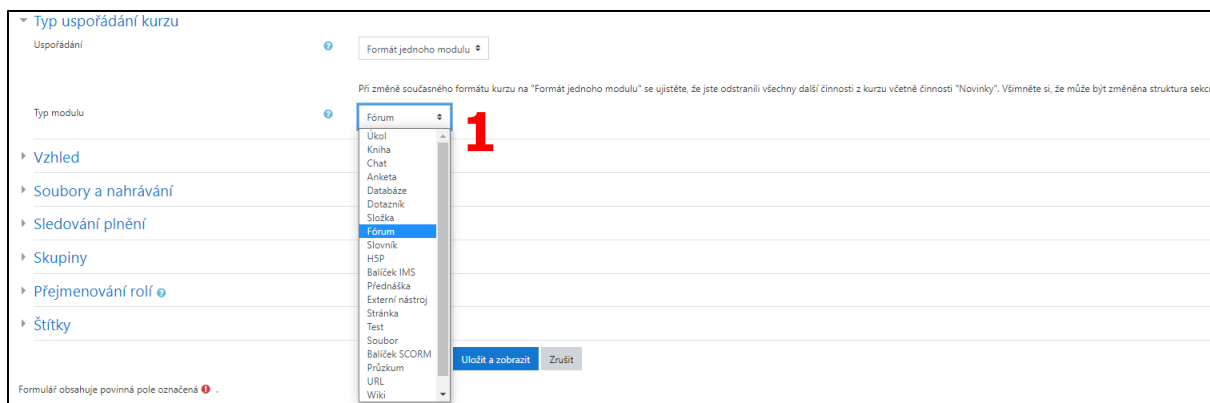 Typ uspořádání kurzu
Uspořádání
Formát jednoho modulu
Při změně současného formátu kurzu na "Formát jednoho modulu" se ujistěte, že jste odstranili všechny další činnosti z kurzu včetně činnosti "Novinky". Všimněte si, že může být změněna struktura sekcí
Typ modulu
Fórum
1
Úkol
Kniha
Chat
Anketa
Databáze
Dotazník
Složka
Fórum
Slovník
H5P
Balíček IMS
Přednáška
Externí nástroj
Stránka
Test
Soubor
Balíček SCORM
Průzkum
URL
Wiki
Vzhled
Soubory a nahrávání
Sledování plnění
Skupiny
Přejmenování rolí
Štítky
Uložit a zobrazit
Zrušit
Formulář obsahuje povinná pole označená .